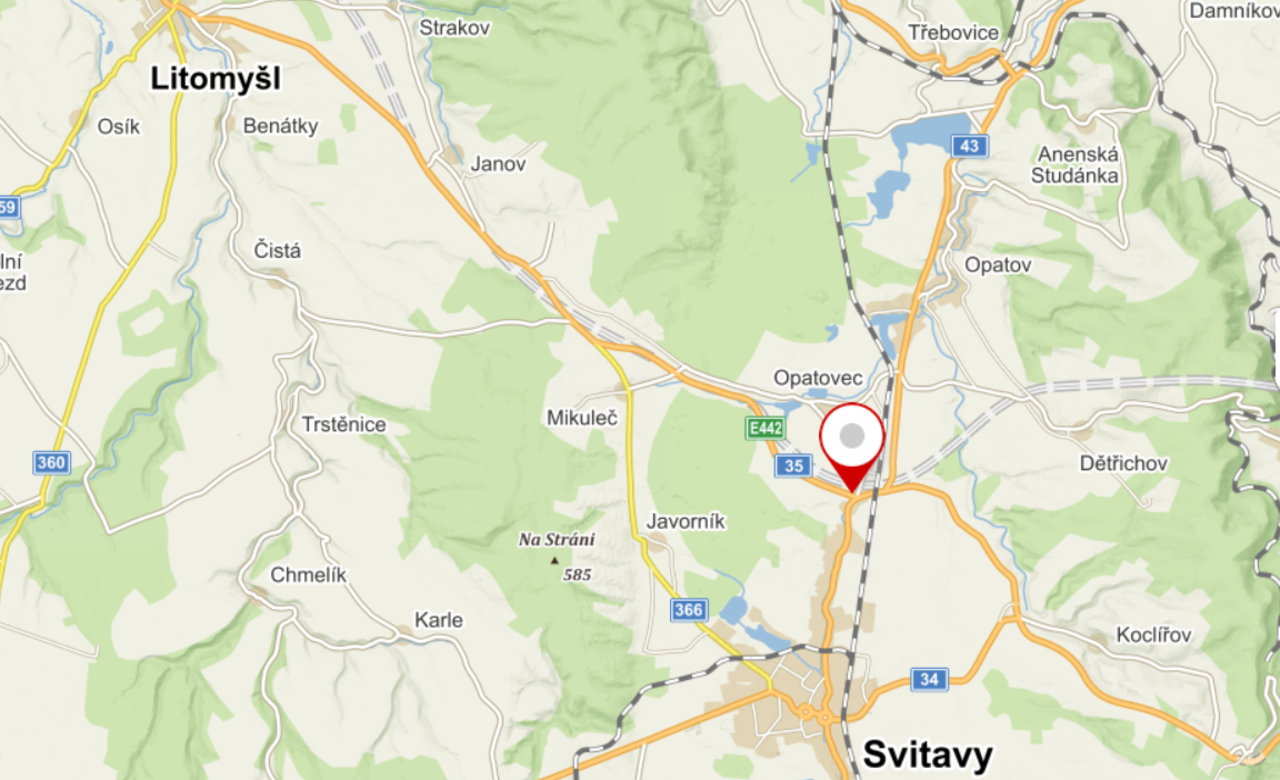 Strakov
Třebovice
Damníkov
Litomyšl
Osík
Benátky
43
Janov
Anenská
Studánka
59
Čistá
lní
ezd
Opatov
Opatovec
Mikuleč
Trstěnice
E442
360
35
Dětřichov
Javorník
Na Stráni
585
Chmelík
366
Karle
Koclířov
34
Svitavy